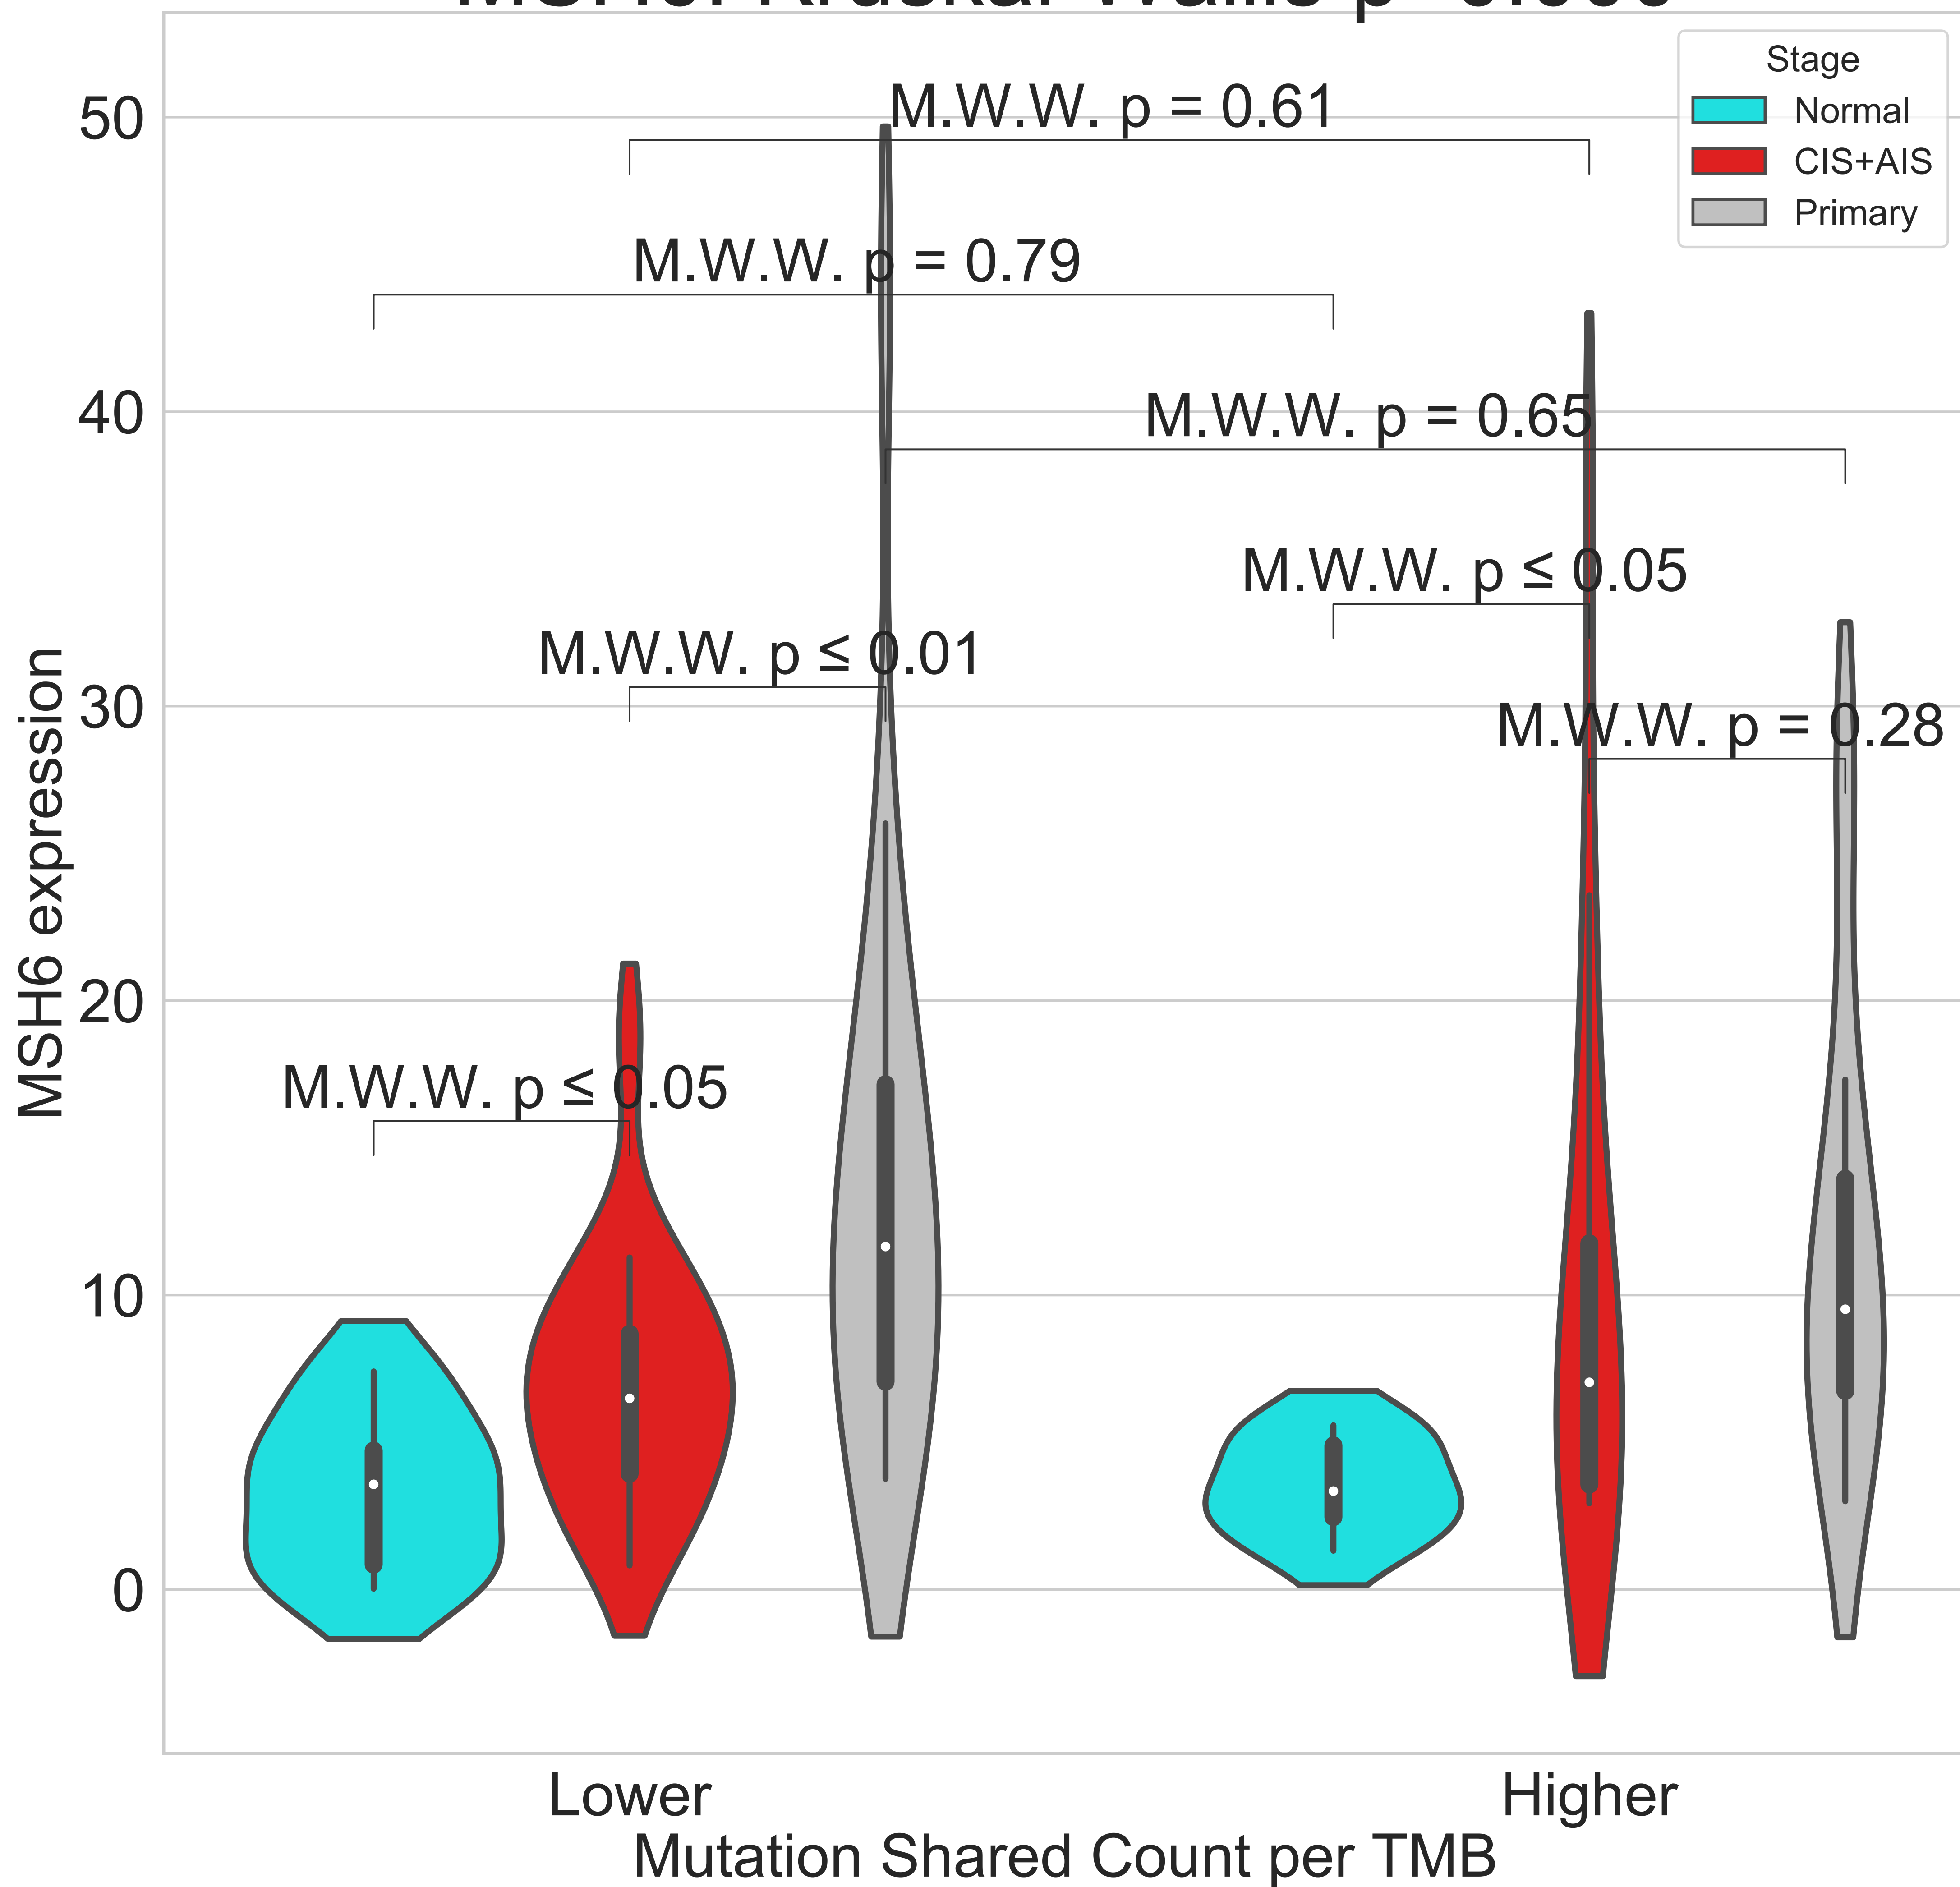 M.W.W. p = 0.61
M.W.W. p = 0.79
M.W.W. p = 0.65
M.W.W. p ≤ 0.05
M.W.W. p ≤ 0.01
M.W.W. p = 0.28
M.W.W. p ≤ 0.05
Stage
Normal
CIS+AIS
Primary
MSH6 expression
50
40
30
20
10
0
Lower
Higher
Mutation Shared Count per TMB